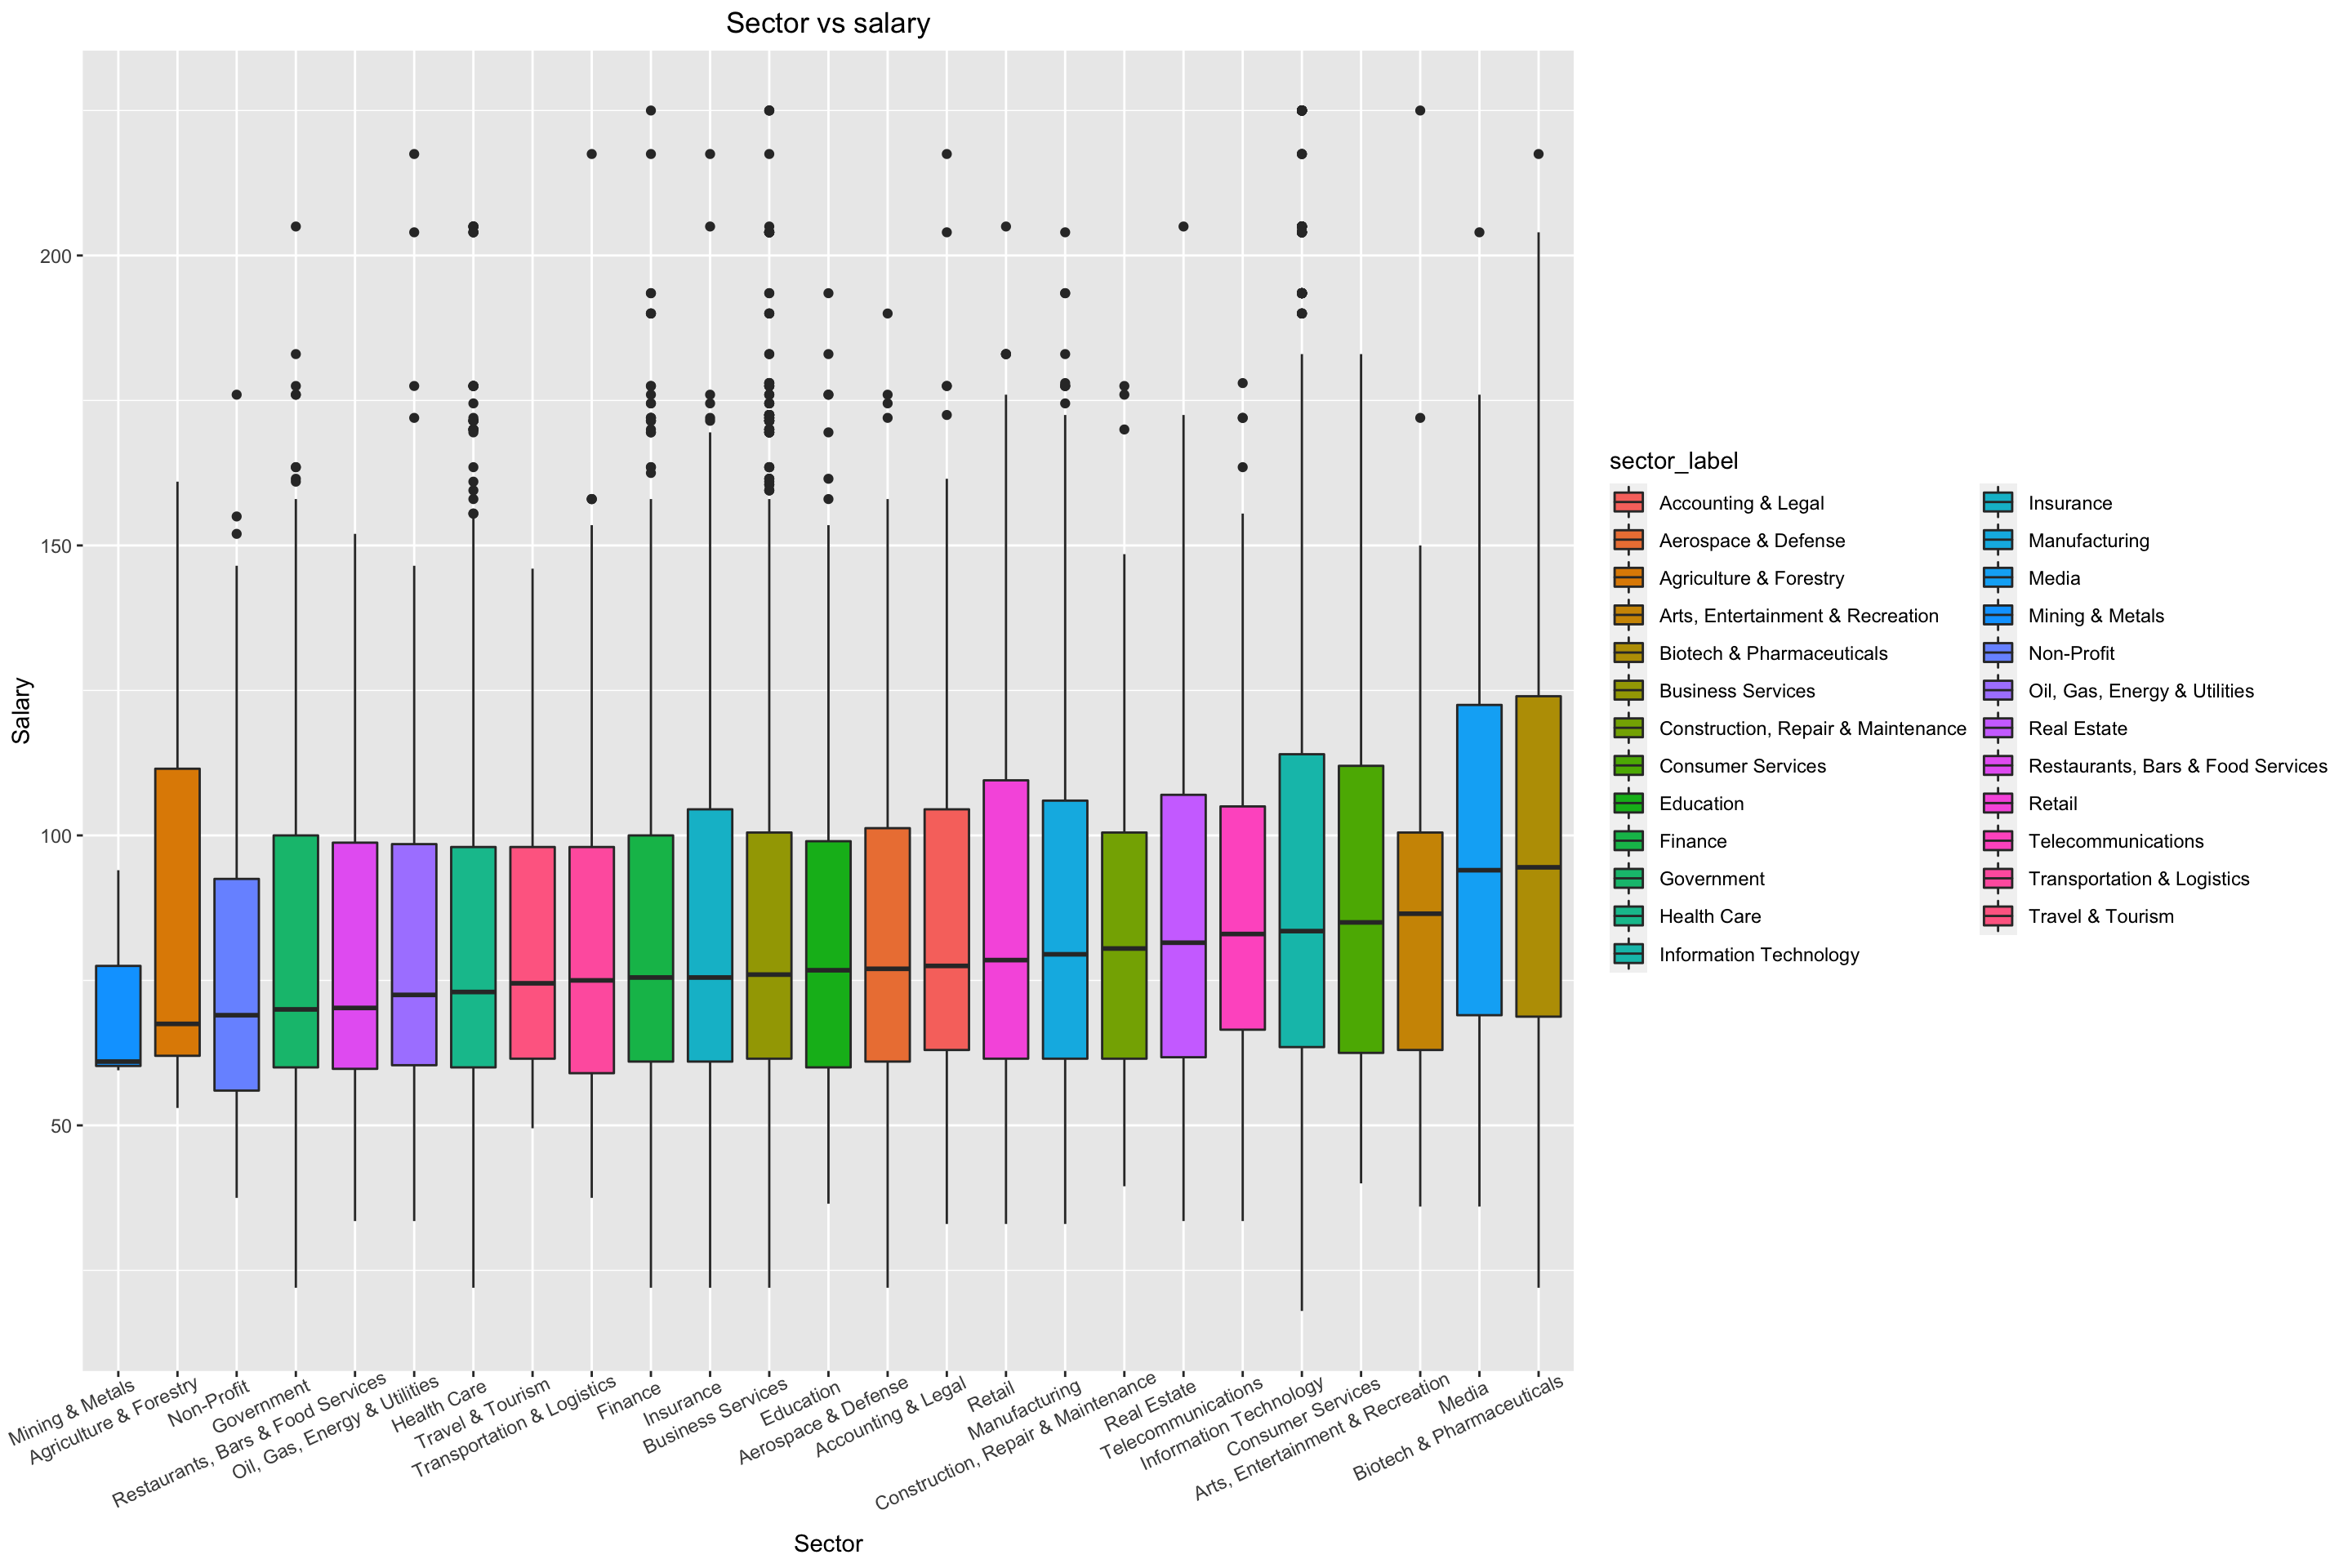 Sector vs salary
Salary
200
150
100
50
Mining & Metals
Agriculture & Forestry
Non-Profit
Government
Restaurants, Bars & Food Services
Oil, Gas, Energy & Utilities
Health Care
Travel & Tourism
Transportation & Logistics
Finance
Insurance
Business Services
Education
Aerospace & Defense
Accounting & Legal
Retail
Manufacturing
Construction, Repair & Maintenance
Real Estate
Telecommunications
Information Technology
Consumer Services
Arts, Entertainment & Recreation
Media
Biotech & Pharmaceuticals
Sector
sector_label
Accounting & Legal
Aerospace & Defense
Agriculture & Forestry
Arts, Entertainment & Recreation
Biotech & Pharmaceuticals
Business Services
Construction, Repair & Maintenance
Consumer Services
Education
Finance
Government
Health Care
Information Technology
Insurance
Manufacturing
Media
Mining & Metals
Non-Profit
Oil, Gas, Energy & Utilities
Real Estate
Restaurants, Bars & Food Services
Retail
Telecommunications
Transportation & Logistics
Travel & Tourism